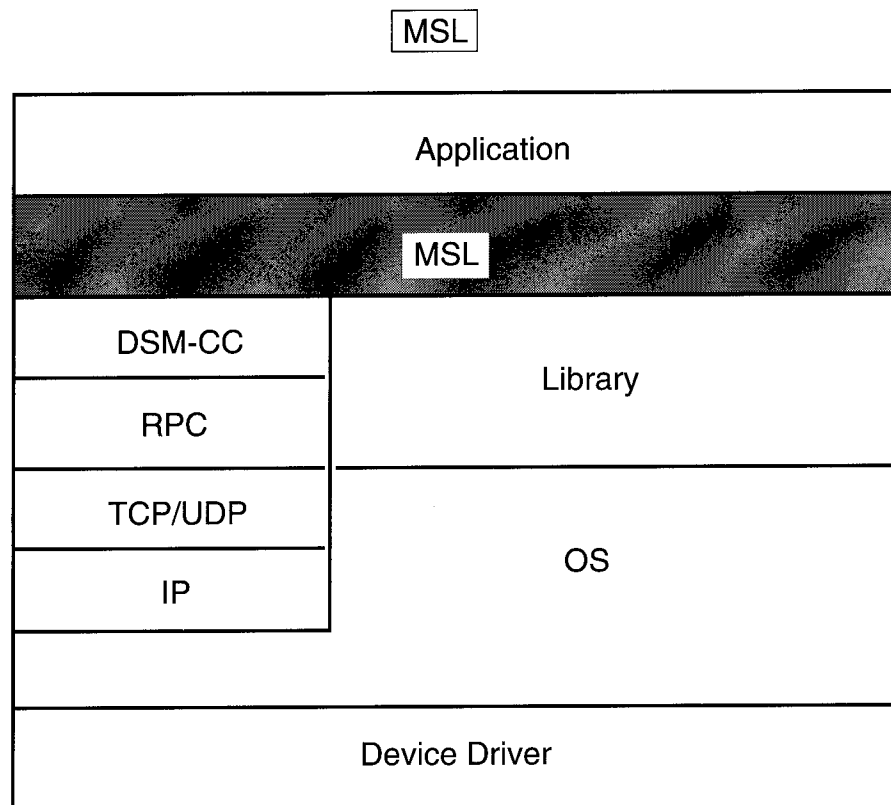 MSL
Application
MSL
DSM-CC
Library
RPC
TCP/UDP
OS
IP
Device Driver